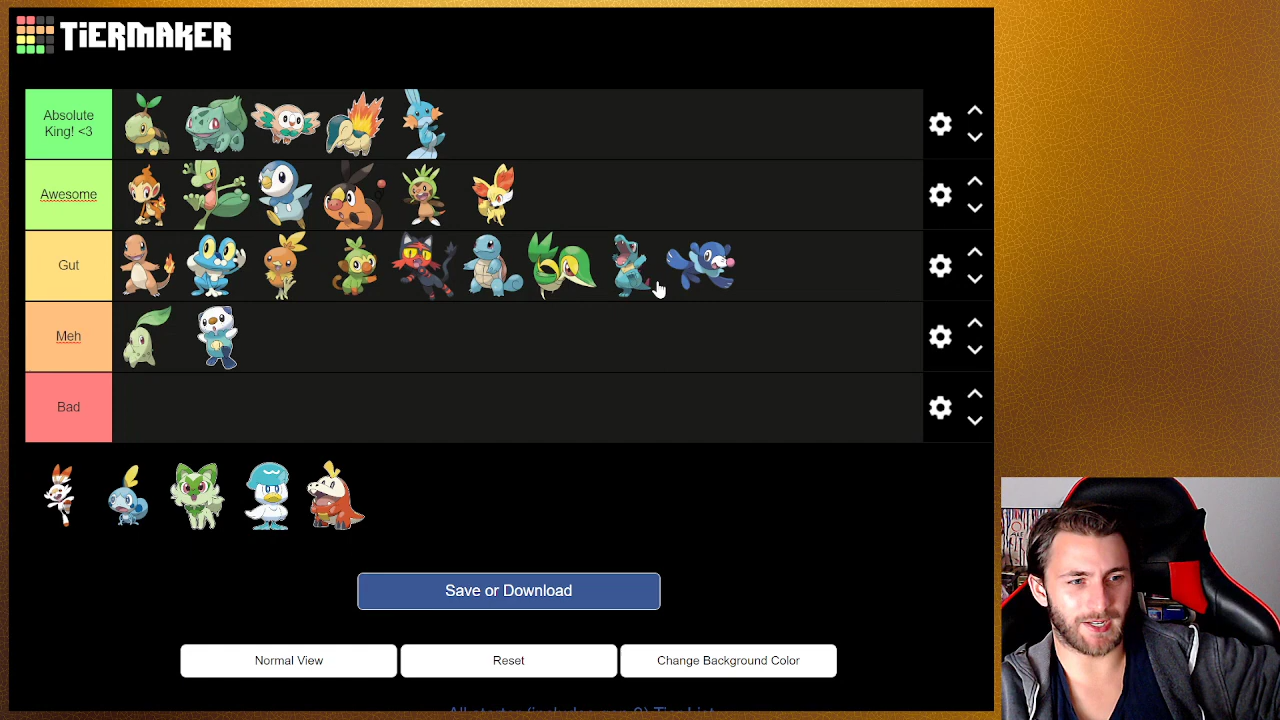 TiERMAKER
Absolute
King! <3
Awesome
Gut
Meh
Bad
Save or Download
Normal View
Reset
Change Background Color